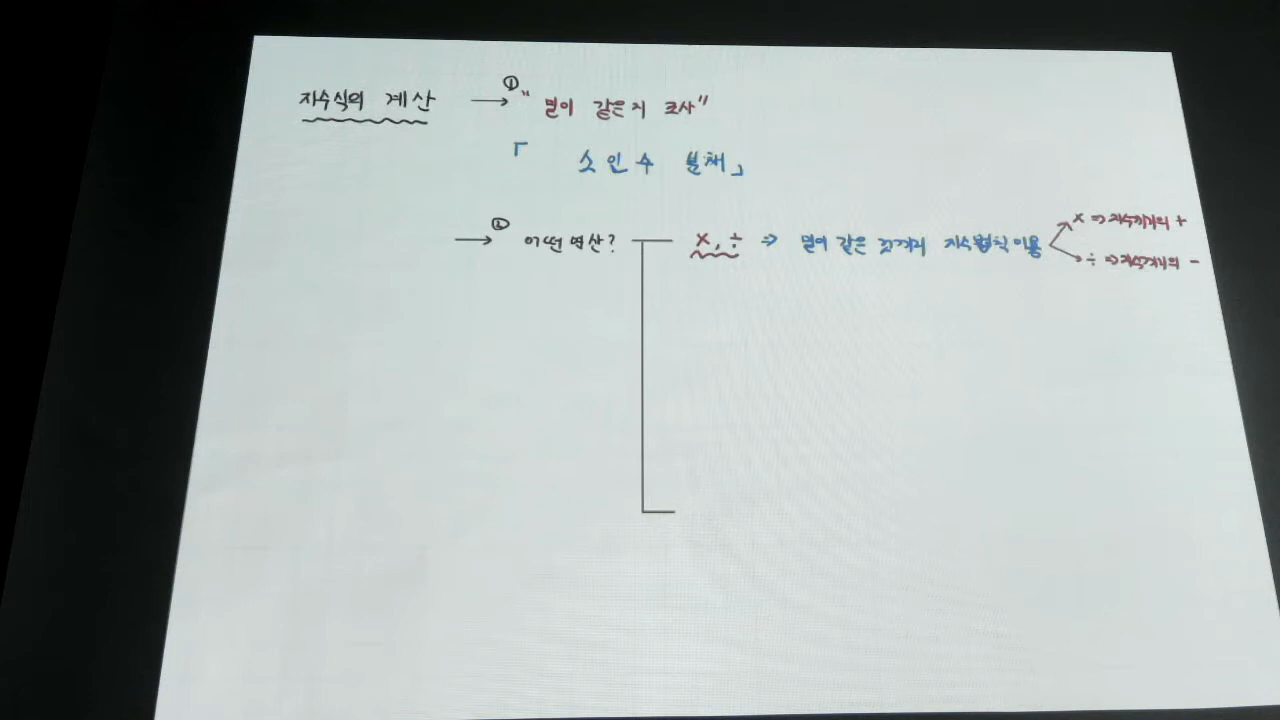 지수식의 계산 → ① "밑이 같은지 조사"
「소인수 분해」
→ ② 어떤 연산? x, ÷ ⇒ 밑이 같은 것끼리 지수법칙 이용
x ⇒ 지수끼리의 +
÷ ⇒ 지수끼리의 -